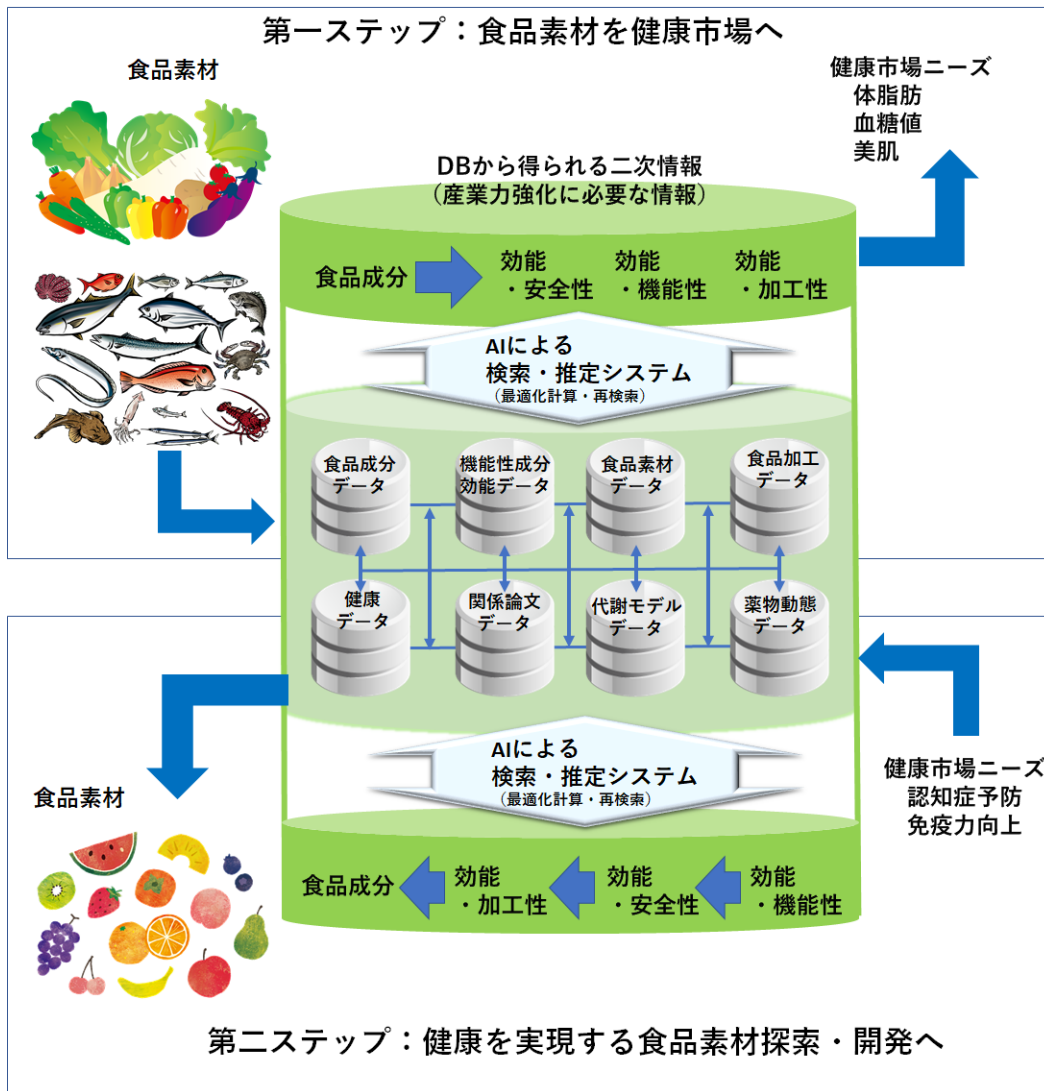 第一ステップ：食品素材を健康市場へ
食品素材
健康市場ニーズ
体脂肪
血糖値
美肌
DBから得られる二次情報
（産業力強化に必要な情報）
食品成分
効能
・安全性
効能
・機能性
効能
・加工性
AIによる
検索・推定システム
（最適化計算・再検索）
食品成分
データ
機能性成分
効能データ
食品素材
データ
食品加工
データ
健康
データ
関係論文
データ
代謝モデル
データ
薬物動態
データ
AIによる
検索・推定システム
（最適化計算・再検索）
健康市場ニーズ
認知症予防
免疫力向上
食品素材
食品成分
効能
・加工性
効能
・安全性
効能
・機能性
第二ステップ：健康を実現する食品素材探索・開発へ